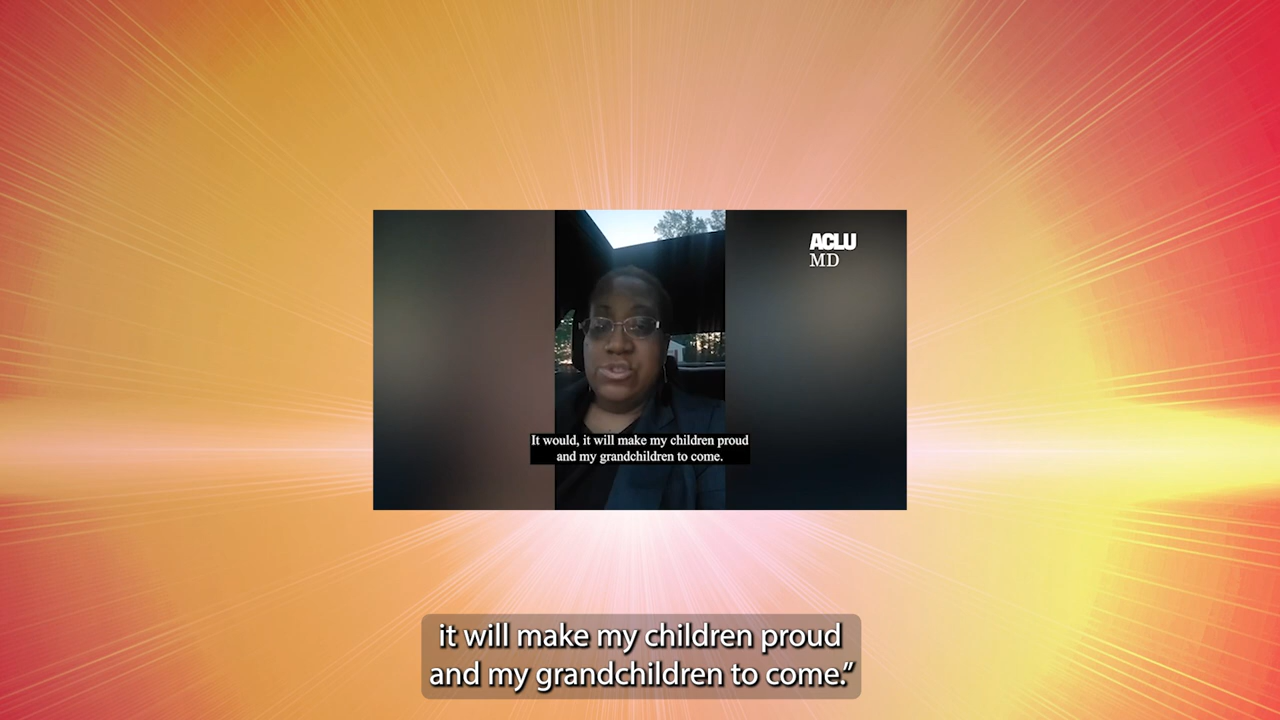 ACLU
MD
It would, it will make my children proud
and my grandchildren to come.
it will make my children proud
and my grandchildren to come.”